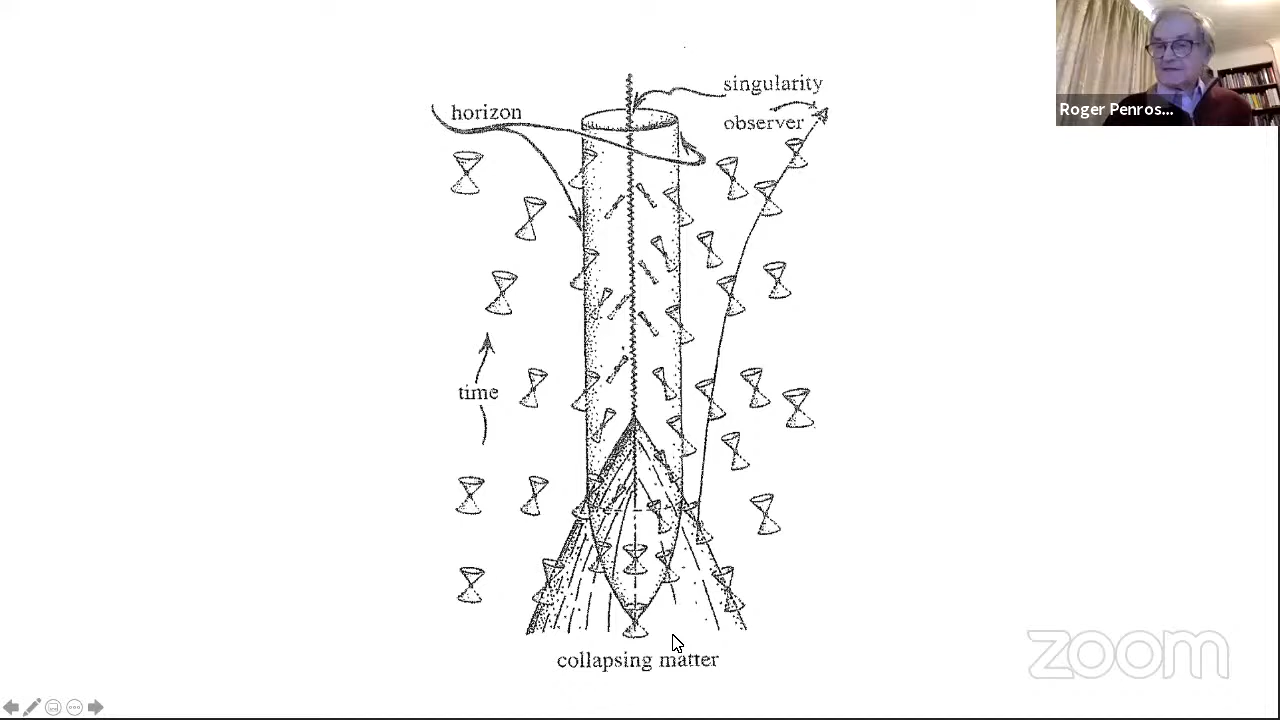 singularity
Roger Penros...
horizon
observer
time
collapsing matter
zoom